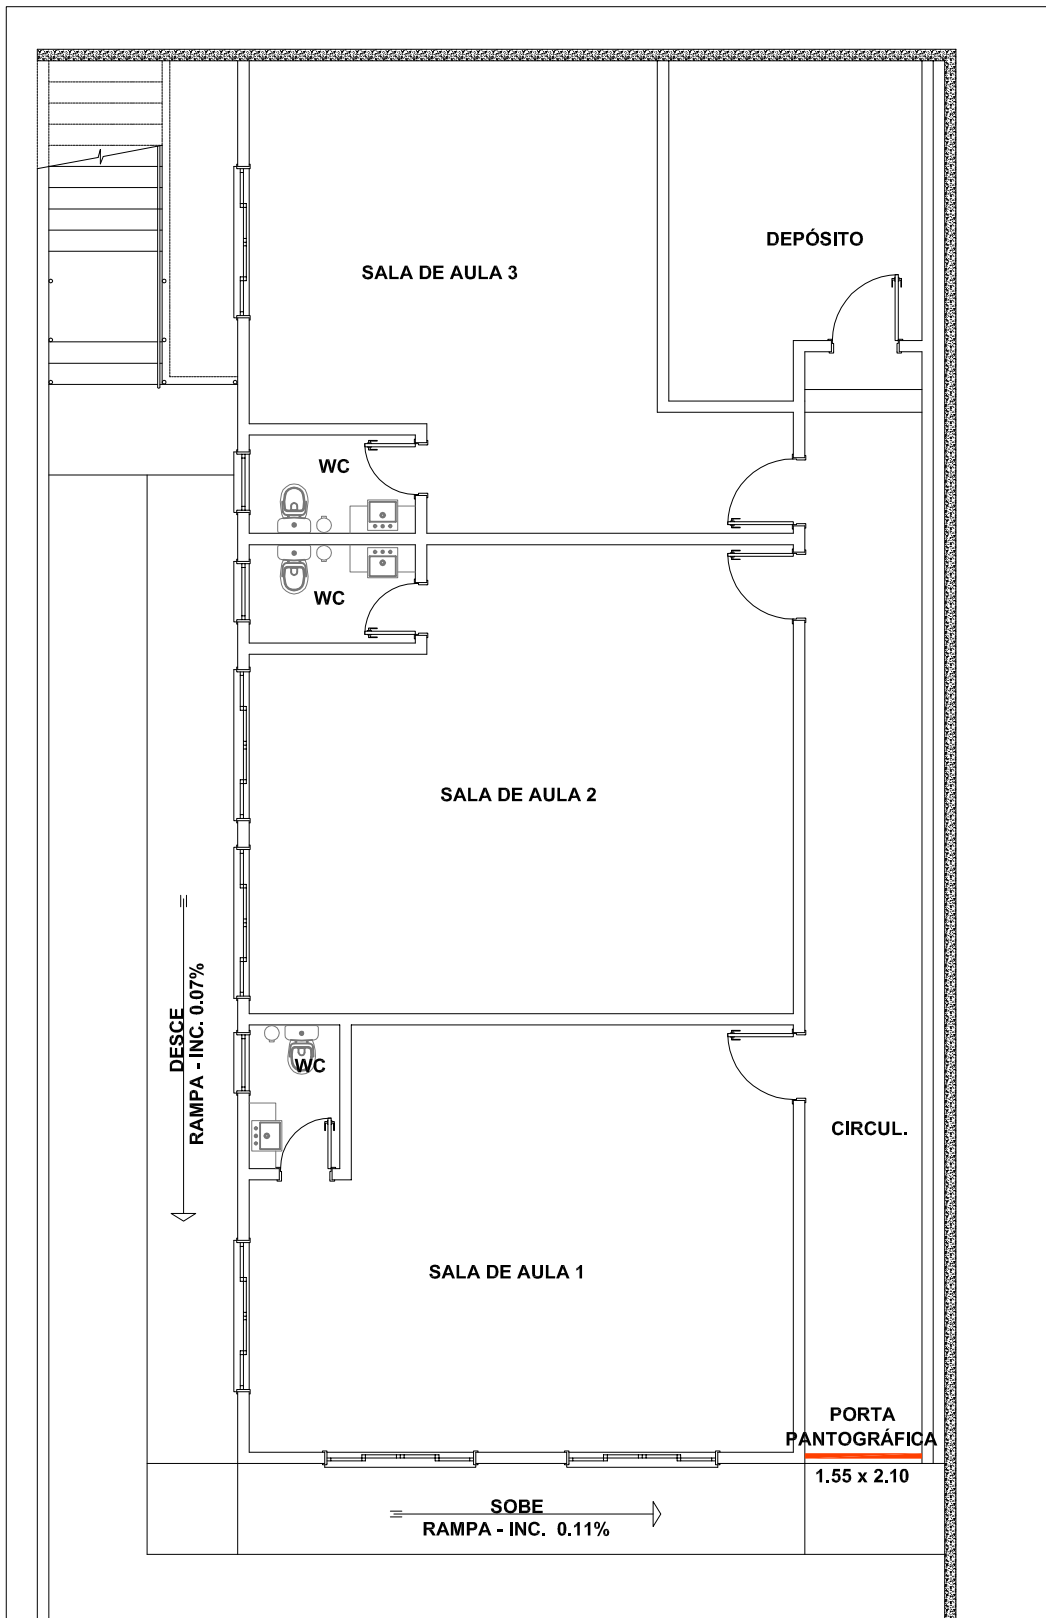 DEPÓSITO
SALA DE AULA 3
WC
WC
SALA DE AULA 2
DESCE
RAMPA - INC. 0.07%
WC
CIRCUL.
SALA DE AULA 1
PORTA
PANTOGRÁFICA
1.55 x 2.10
SOBE
RAMPA - INC. 0.11%